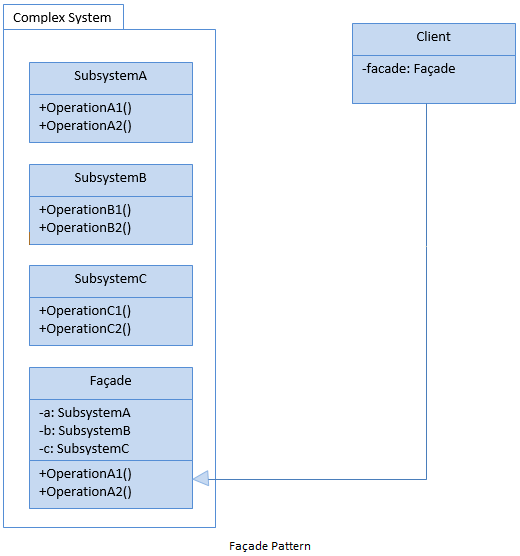 Complex System
SubsystemA
+OperationA1()
+OperationA2()
SubsystemB
+OperationB1()
+OperationB2()
SubsystemC
+OperationC1()
+OperationC2()
Façade
-a: SubsystemA
-b: SubsystemB
-c: SubsystemC
+OperationA1()
+OperationA2()
Client
-facade: Façade
Façade Pattern